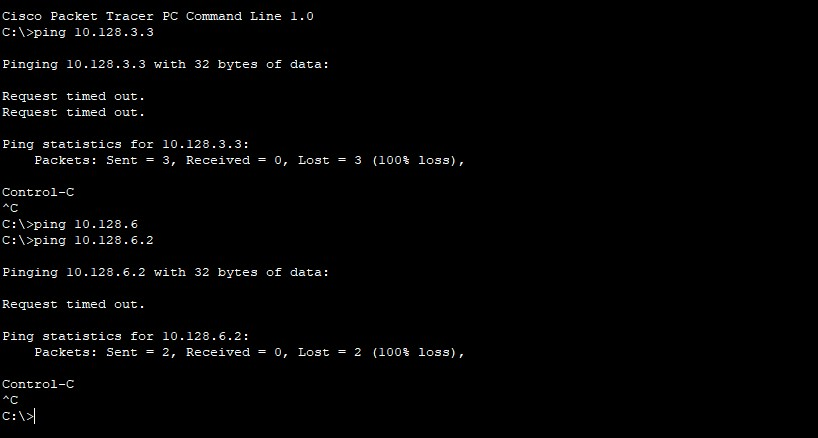 Cisco Packet Tracer PC Command Line 1.0
C:\>ping 10.128.3.3
Pinging 10.128.3.3 with 32 bytes of data:
Request timed out.
Request timed out.
Ping statistics for 10.128.3.3:
Packets: Sent = 3, Received = 0, Lost = 3 (100% loss),
Control-C
^C
C:\>ping 10.128.6
C:\>ping 10.128.6.2
Pinging 10.128.6.2 with 32 bytes of data:
Request timed out.
Ping statistics for 10.128.6.2:
Packets: Sent = 2, Received = 0, Lost = 2 (100% loss),
Control-C
^C
C:\>